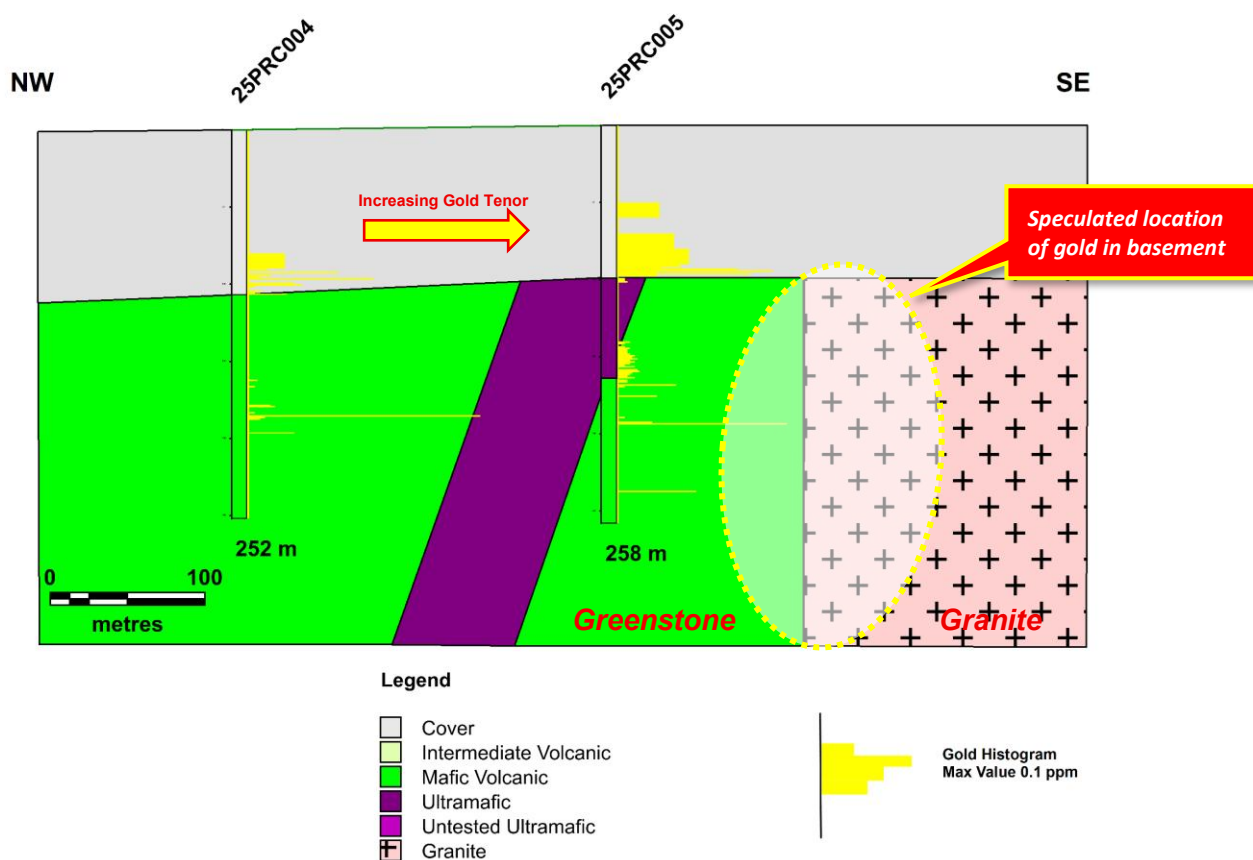 25PRC004
25PRC005
NW
SE
Increasing Gold Tenor
Speculated location
of gold in basement
252 m
258 m
0 100
metres
Greenstone
Granite
Legend
Cover
Intermediate Volcanic
Mafic Volcanic
Ultramafic
Untested Ultramafic
Granite
Gold Histogram
Max Value 0.1 ppm